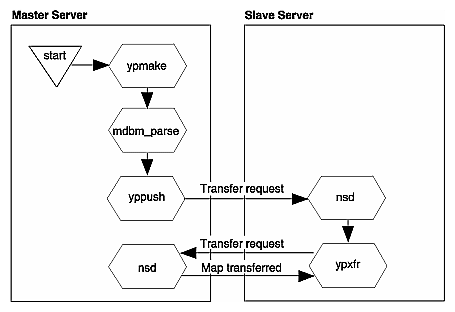 Master Server
Slave Server
start
ypmake
mdbm_parse
yppush
Transfer request
nsd
Transfer request
nsd
Map transferred
ypxfr